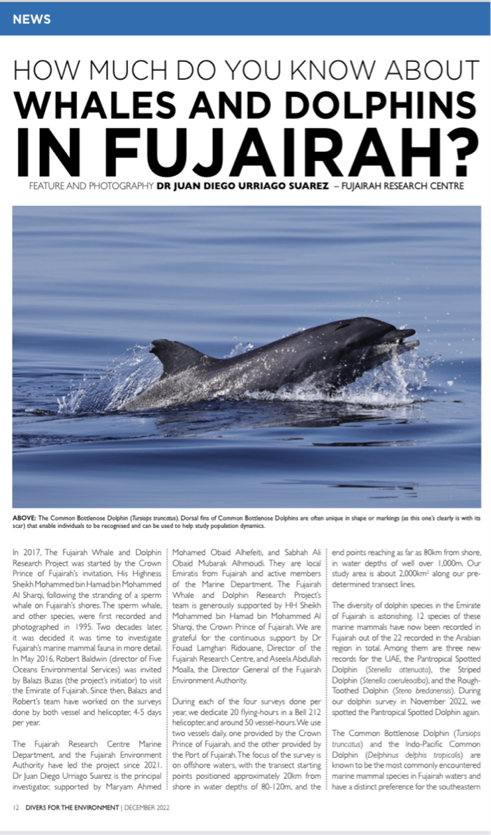 NEWS
HOW MUCH DO YOU KNOW ABOUT
WHALES AND DOLPHINS
IN FUJAIRAH?
FEATURE AND PHOTOGRAPHY DR JUAN DIEGO URRIAGO SUAREZ – FUJAIRAH RESEARCH CENTRE
ABOVE: The Common Bottlenose Dolphin (Tursiops truncatus). Dorsal fins of Common Bottlenose Dolphins are often unique in shape or markings (as this one's clearly is with its
scar) that enable individuals to be recognised and can be used to help study population dynamics.
In 2017, The Fujairah Whale and Dolphin
Research Project was started by the Crown
Prince of Fujairah's invitation, His Highness
Sheikh Mohammed bin Hamad bin Mohammed
Al Sharqi, following the stranding of a sperm
whale on Fujairah's shores. The sperm whale,
and other species, were first recorded and
photographed in 1995. Two decades later,
it was decided it was time to investigate
Fujairah's marine mammal fauna in more detail.
In May 2016, Robert Baldwin (director of Five
Oceans Environmental Services) was invited
by Balazs Buzas (the project's initiator) to visit
the Emirate of Fujairah. Since then, Balazs and
Robert's team have worked on the surveys
done by both vessel and helicopter, 4-5 days
per year.
The Fujairah Research Centre Marine
Department, and the Fujairah Environment
Authority have led the project since 2021.
Dr Juan Diego Urriago Suarez is the principal
investigator, supported by Maryam Ahmed
Mohamed Obaid Alhefeiti, and Sabhah Ali
Obaid Mubarak Alhmoudi. They are local
Emiratis from Fujairah and active members
of the Marine Department. The Fujairah
Whale and Dolphin Research Project's
team is generously supported by HH Sheikh
Mohammed bin Hamad bin Mohammed Al
Sharqi, the Crown Prince of Fujairah. We are
grateful for the continuous support by Dr
Fouad Lamghari Ridouane, Director of the
Fujairah Research Centre, and Aseela Abdullah
Moalla, the Director General of the Fujairah
Environment Authority.
During each of the four surveys done per
year, we dedicate 20 flying-hours in a Bell 212
helicopter, and around 50 vessel-hours. We use
two vessels daily, one provided by the Crown
Prince of Fujairah, and the other provided by
the Port of Fujairah. The focus of the survey is
on offshore waters, with the transect starting
points positioned approximately 20km from
shore in water depths of 80-120m, and the
end points reaching as far as 80km from shore,
in water depths of well over 1,000m. Our
study area is about 2,000km² along our pre-
determined transect lines.
The diversity of dolphin species in the Emirate
of Fujairah is astonishing. 12 species of these
marine mammals have now been recorded in
Fujairah out of the 22 recorded in the Arabian
region in total. Among them are three new
records for the UAE, the Pantropical Spotted
Dolphin (Stenella attenuata), the Striped
Dolphin (Stenella coeruleoalba), and the Rough-
Toothed Dolphin (Steno bredanensis). During
our dolphin survey in November 2022, we
spotted the Pantropical Spotted Dolphin again.
The Common Bottlenose Dolphin (Tursiops
truncatus) and the Indo-Pacific Common
Dolphin (Delphinus delphis tropicalis) are
known to be the most commonly encountered
marine mammal species in Fujairah waters and
have a distinct preference for the southeastern
12 DIVERS FOR THE ENVIRONMENT | DECEMBER 2022